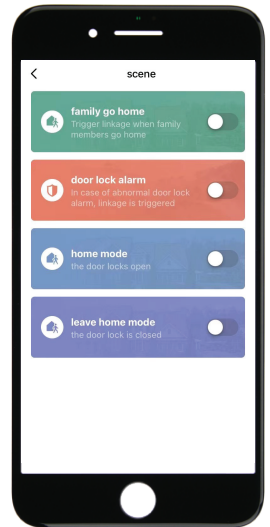 scene
family go home
Trigger linkage when family
members go home
door lock alarm
In case of abnormal door lock
alarm, linkage is triggered
home mode
the door locks open
leave home mode
the door lock is closed